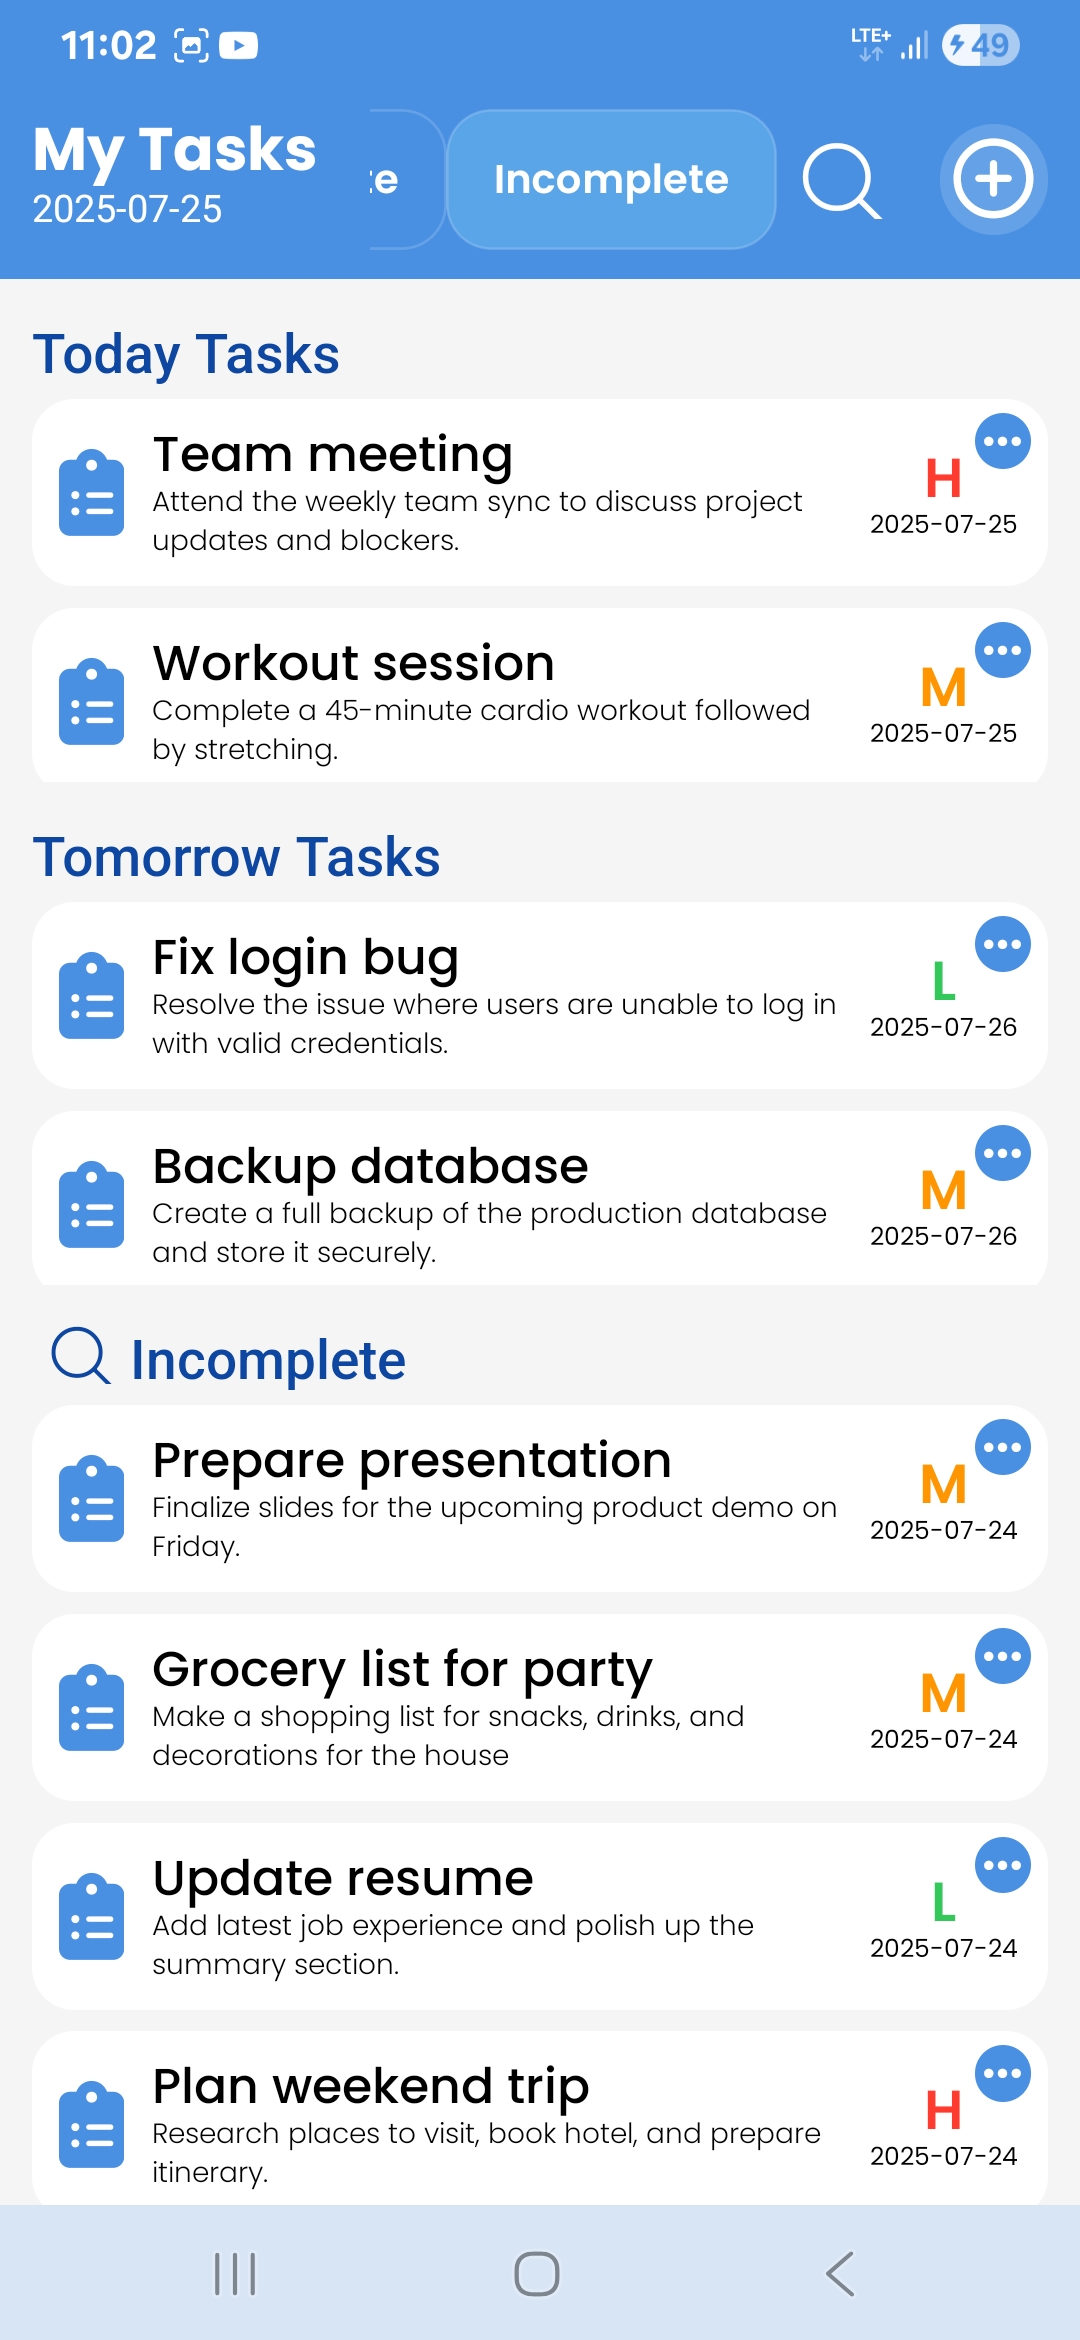 11:02
LTE+
49
My Tasks
2025-07-25
te
Incomplete
Today Tasks
Team meeting
Attend the weekly team sync to discuss project
updates and blockers.
H
2025-07-25
Workout session
Complete a 45-minute cardio workout followed
by stretching.
M
2025-07-25
Tomorrow Tasks
Fix login bug
Resolve the issue where users are unable to log in
with valid credentials.
L
2025-07-26
Backup database
Create a full backup of the production database
and store it securely.
M
2025-07-26
Incomplete
Prepare presentation
Finalize slides for the upcoming product demo on
Friday.
M
2025-07-24
Grocery list for party
Make a shopping list for snacks, drinks, and
decorations for the house
M
2025-07-24
Update resume
Add latest job experience and polish up the
summary section.
L
2025-07-24
Plan weekend trip
Research places to visit, book hotel, and prepare
itinerary.
H
2025-07-24